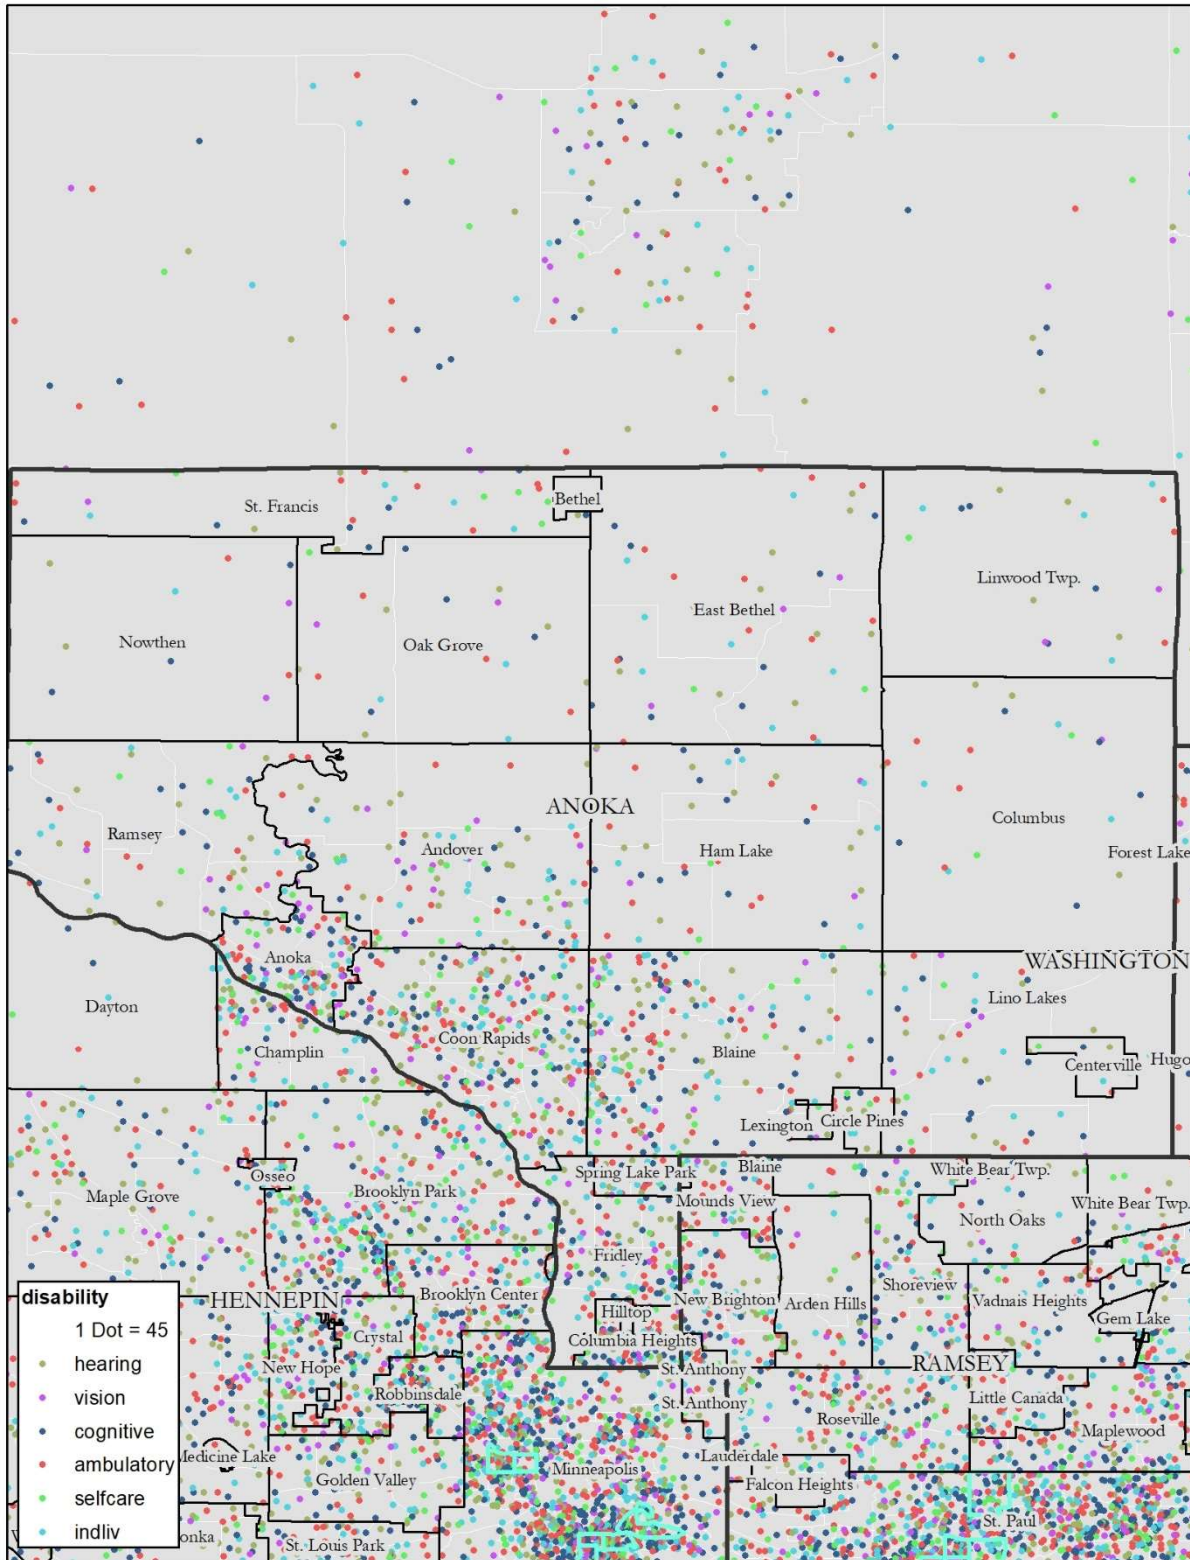 St. Francis
Bethel
Linwood Twp.
East Bethel
Nowthen
Oak Grove
ANOKA
Columbus
Ramsey
Andover
Ham Lake
Forest Lake
Anoka
WASHINGTON
Lino Lakes
Dayton
Coon Rapids
Champlin
Blaine
Centerville
Hugo
Lexington
Circle Pines
Spring Lake Park
Blaine
White Bear Twp.
Osseo
Maple Grove
Brooklyn Park
Mounds View
White Bear Twp.
North Oaks
Fridley
Shoreview
disability
HENNEPIN
Brooklyn Center
New Brighton
Arden Hills
Vadnais Heights
1 Dot = 45
Hilltop
Gem Lake
Crystal
Columbia Heights
hearing
New Hope
St. Anthony
RAMSEY
vision
Robbinsdale
St. Anthony
Little Canada
cognitive
Roseville
Maplewood
ambulatory
Medicine Lake
Golden Valley
Minneapolis
Lauderdale
Falcon Heights
selfcare
St. Paul
indliv
onka
St. Louis Park